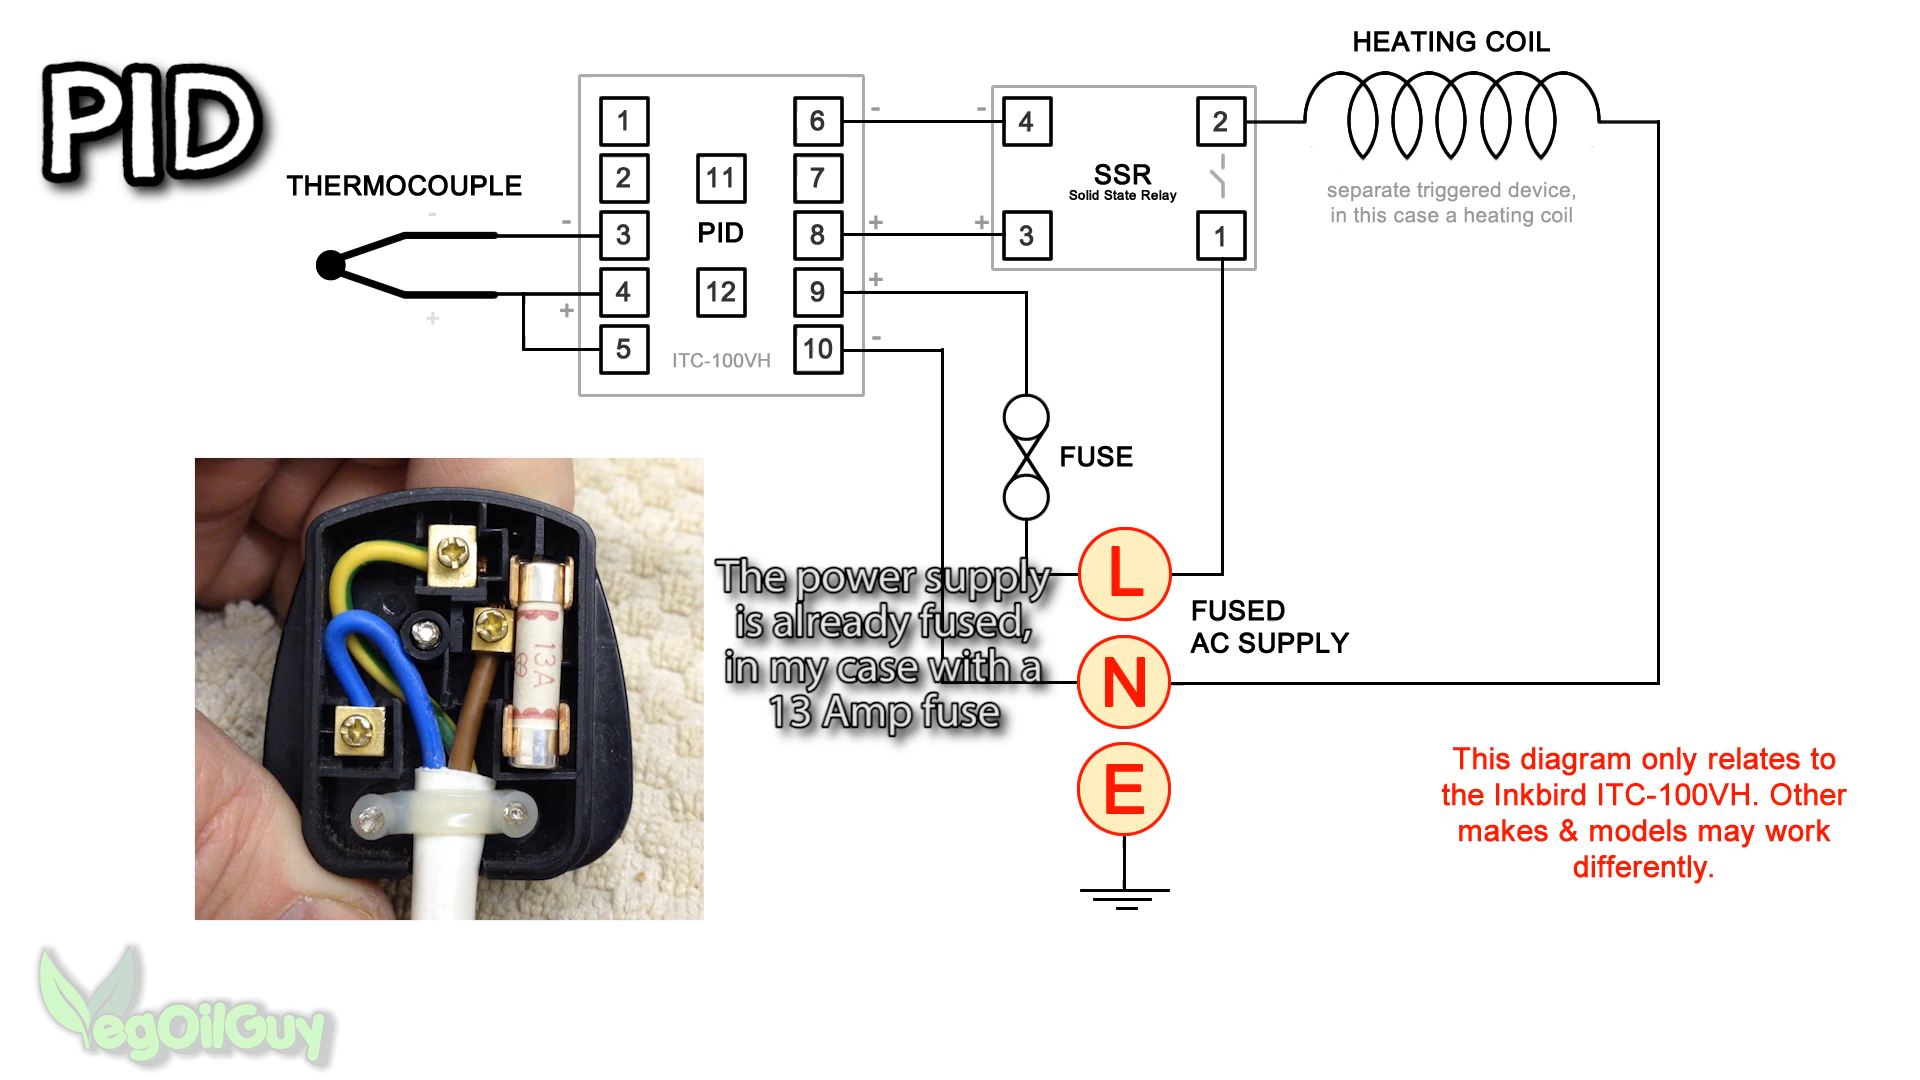 PID
HEATING COIL
THERMOCOUPLE
1
2
3
4
5
11
PID
12
ITC-100VH
6
7
8
9
10
-
-
+
+
+
-
-
+
-
+
4
3
2
1
SSR
Solid State Relay
separate triggered device,
in this case a heating coil
FUSE
The power supply
is already fused,
in my case with a
13 Amp fuse
13A
L
N
E
FUSED
AC SUPPLY
This diagram only relates to
the Inkbird ITC-100VH. Other
makes & models may work
differently.
VegOilGuy